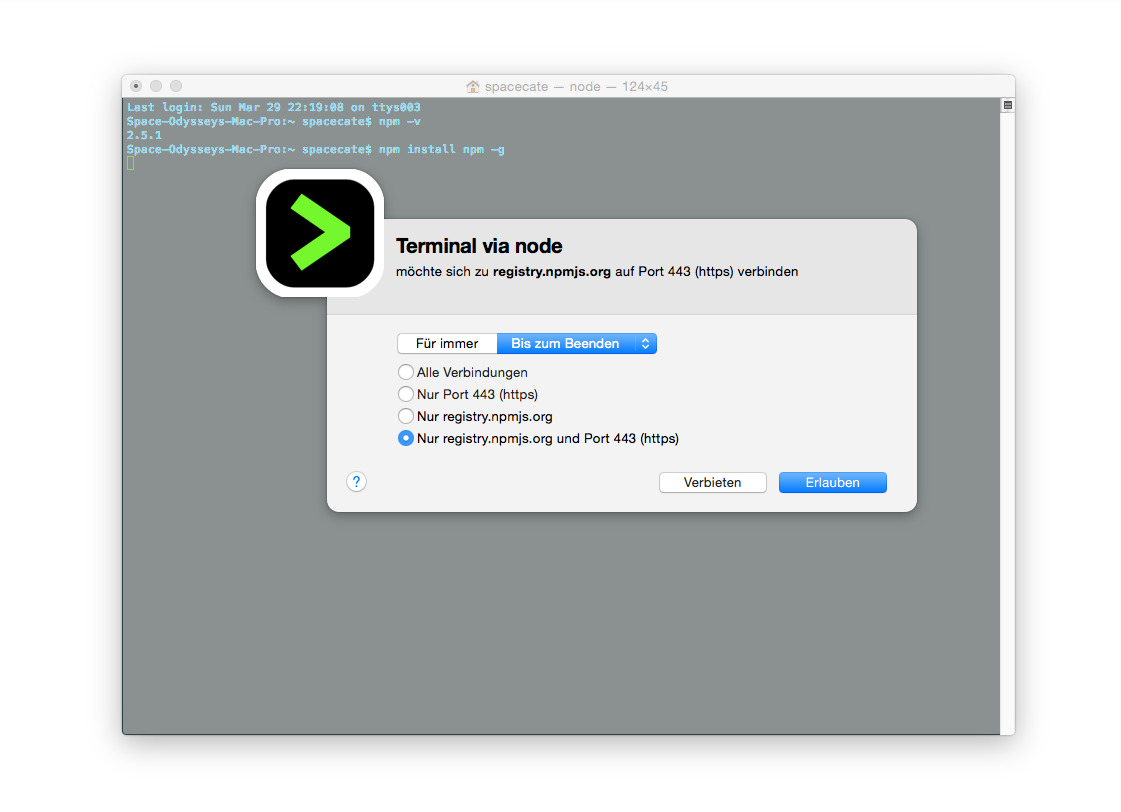 spacecate — node — 124×45
Last login: Sun Mar 29 22:19:08 on ttys003
Space-Odysseys-Mac-Pro:~ spacecate$ npm -v
2.5.1
Space-Odysseys-Mac-Pro:~ spacecate$ npm install npm -g
Terminal via node
möchte sich zu registry.npmjs.org auf Port 443 (https) verbinden
Für immer Bis zum Beenden
Alle Verbindungen
Nur Port 443 (https)
Nur registry.npmjs.org
Nur registry.npmjs.org und Port 443 (https)
? Verbieten Erlauben